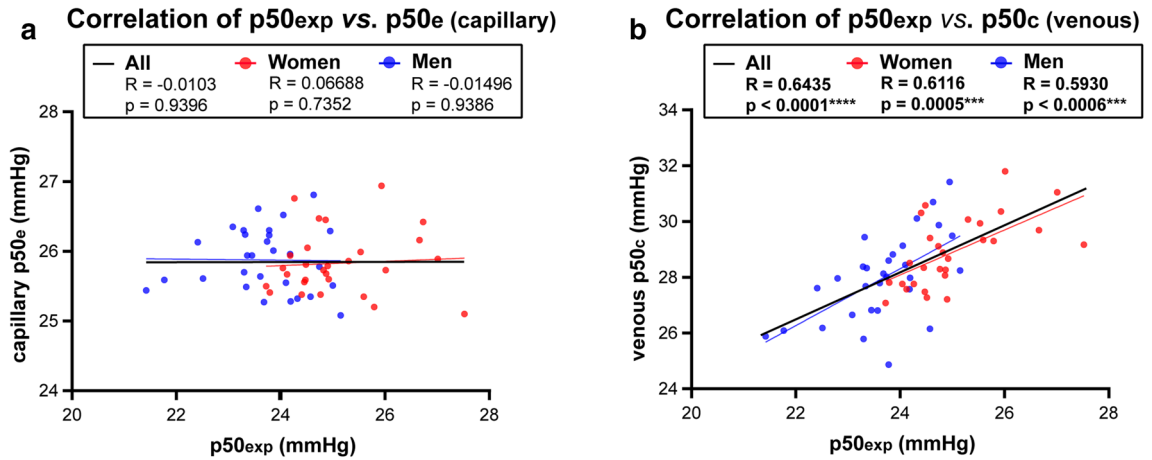 a
Correlation of p50exp vs. p50e (capillary)
All
Women
Men
R = -0.0103
R = 0.06688
R = -0.01496
p = 0.9396
p = 0.7352
p = 0.9386
28
27
26
25
24
capillary p50e (mmHg)
20
22
24
26
28
p50exp (mmHg)
b
Correlation of p50exp vs. p50c (venous)
All
Women
Men
R = 0.6435
R = 0.6116
R = 0.5930
p < 0.0001****
p = 0.0005***
p < 0.0006***
34
32
30
28
26
24
venous p50c (mmHg)
20
22
24
26
28
p50exp (mmHg)